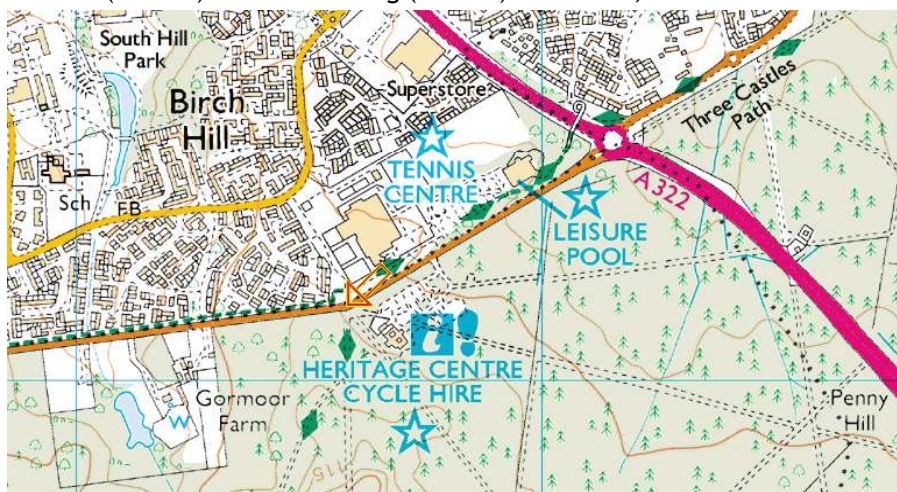 South Hill
Park
Birch
Hill
Superstore
TENNIS
CENTRE
Three Castles
Path
Sch
FB
A 322
LEISURE
POOL
HERITAGE CENTRE
CYCLE HIRE
Gormoor
Farm
W
Penny
Hill
115